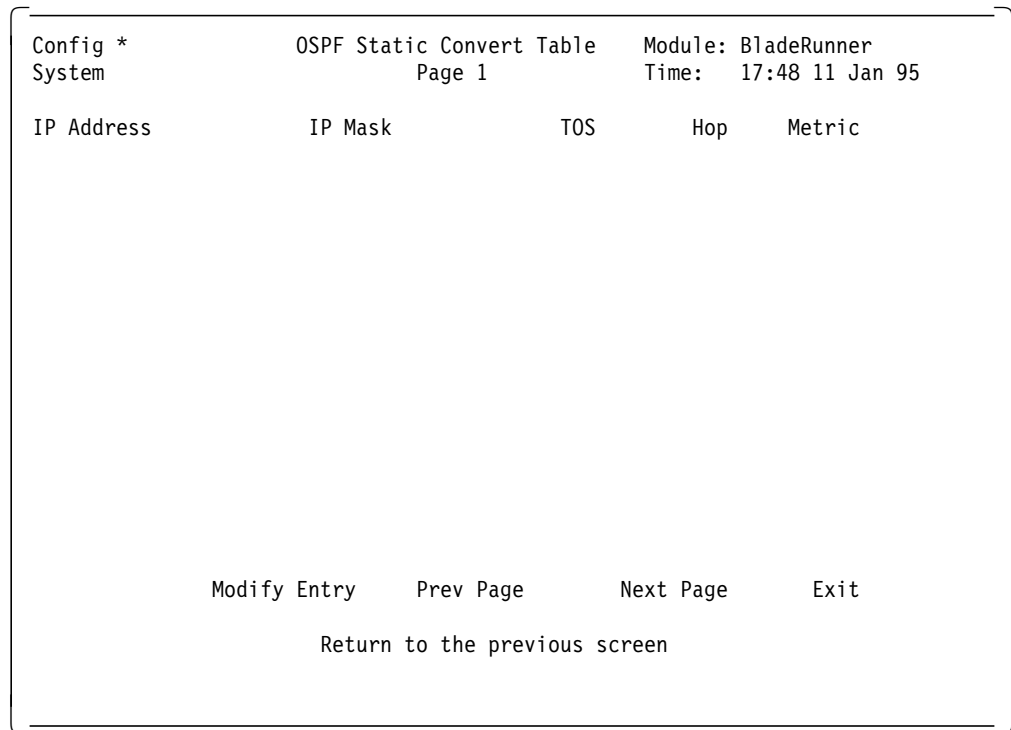 Config * OSPF Static Convert Table Module: BladeRunner
System Page 1 Time: 17:48 11 Jan 95
IP Address IP Mask TOS Hop Metric
Modify Entry Prev Page Next Page Exit
Return to the previous screen